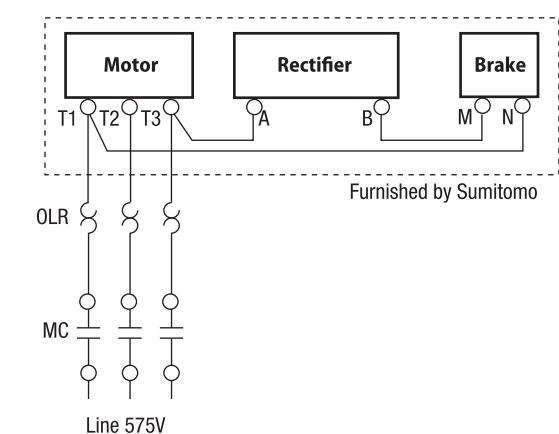 Motor
Rectifier
Brake
T1 T2 T3 A B M N
Furnished by Sumitomo
OLR
MC
Line 575V